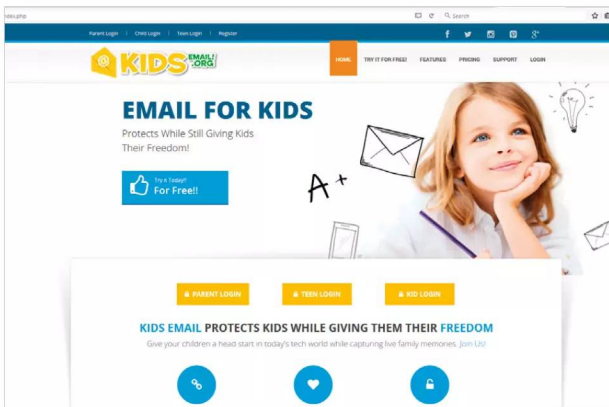 index.php
Search
Parent Login | Child Login | Teen Login | Register
@ KIDS EMAIL! .ORG
HOME TRY IT FOR FREE! FEATURES PRICING SUPPORT LOGIN
EMAIL FOR KIDS
Protects While Still Giving Kids
Their Freedom!
Try it Today!!
For Free!!
A+
PARENT LOGIN TEEN LOGIN KID LOGIN
KIDS EMAIL PROTECTS KIDS WHILE GIVING THEM THEIR FREEDOM
Give your children a head start in today's tech world while capturing live family memories. Join Us!